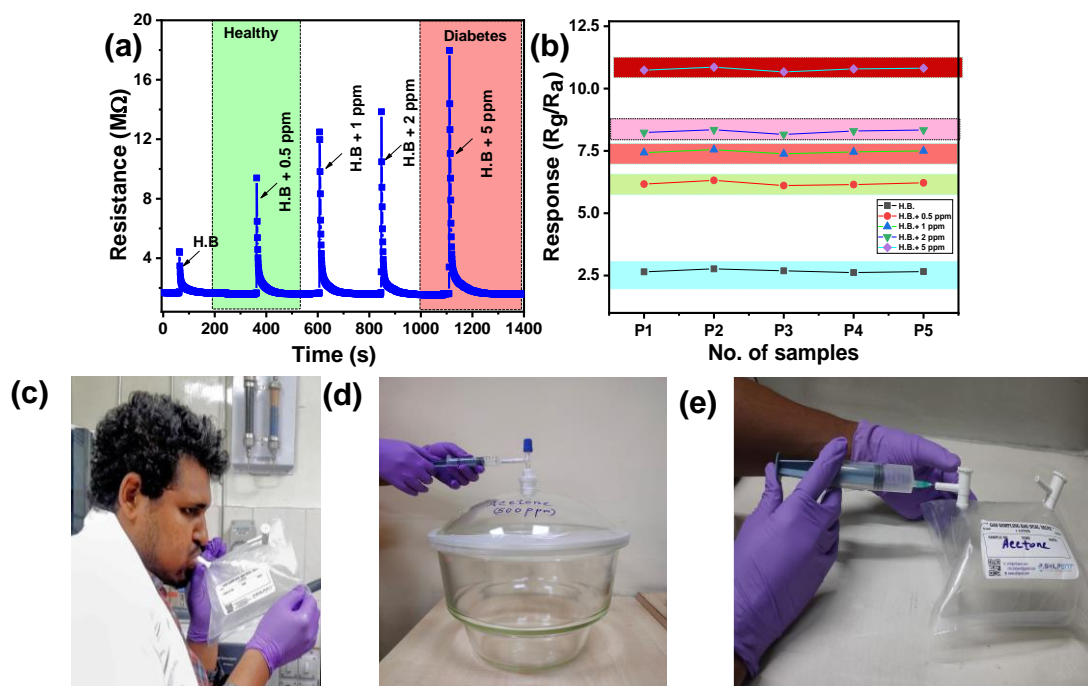 (a)
Healthy
Diabetes
H.B
H.B + 0.5 ppm
H.B + 1 ppm
H.B + 2 ppm
H.B + 5 ppm
Resistance (MΩ)
20
16
12
8
4
0 200 400 600 800 1000 1200 1400
Time (s)
(b)
Response (Rg/Ra)
12.5
10.0
7.5
5.0
2.5
H.B.
H.B.+ 0.5 ppm
H.B.+ 1 ppm
H.B.+ 2 ppm
H.B.+ 5 ppm
P1 P2 P3 P4 P5
No. of samples
(c)
(d)
Acetone
(500 ppm)
(e)
Acetone